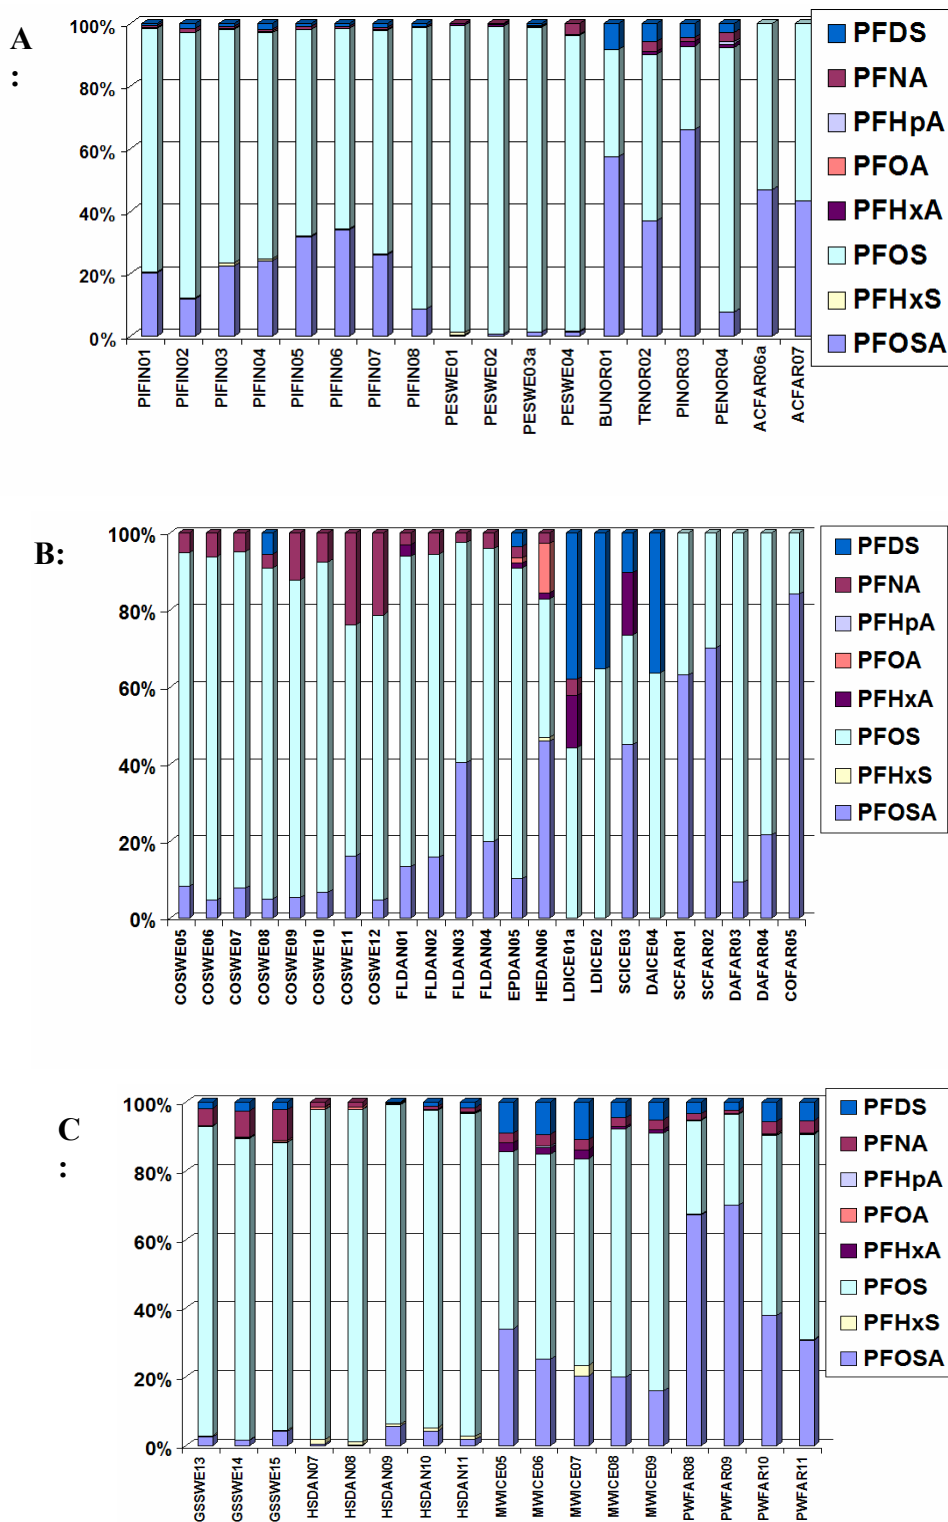 A
:
100%
80%
60%
40%
20%
0%
PIFIN01
PIFIN02
PIFIN03
PIFIN04
PIFIN05
PIFIN06
PIFIN07
PIFIN08
PESWE01
PESWE02
PESWE03a
PESWE04
BUNOR01
TRNOR02
PINOR03
PENOR04
ACFAR06a
ACFAR07
PFDS
PFNA
PFHpA
PFOA
PFHxA
PFOS
PFHxS
PFOSA
B:
100%
80%
60%
40%
20%
0%
COSWE05
COSWE06
COSWE07
COSWE08
COSWE09
COSWE10
COSWE11
COSWE12
FLDAN01
FLDAN02
FLDAN03
FLDAN04
EPDAN05
HEDAN06
LDICE01a
LDICE02
SCICE03
DAICE04
SCFAR01
SCFAR02
DAFAR03
DAFAR04
COFAR05
PFDS
PFNA
PFHpA
PFOA
PFHxA
PFOS
PFHxS
PFOSA
C
:
100%
80%
60%
40%
20%
0%
GSSWE13
GSSWE14
GSSWE15
HSDAN07
HSDAN08
HSDAN09
HSDAN10
HSDAN11
MWICE05
MWICE06
MWICE07
MWICE08
MWICE09
PWFAR08
PWFAR09
PWFAR10
PWFAR11
PFDS
PFNA
PFHpA
PFOA
PFHxA
PFOS
PFHxS
PFOSA